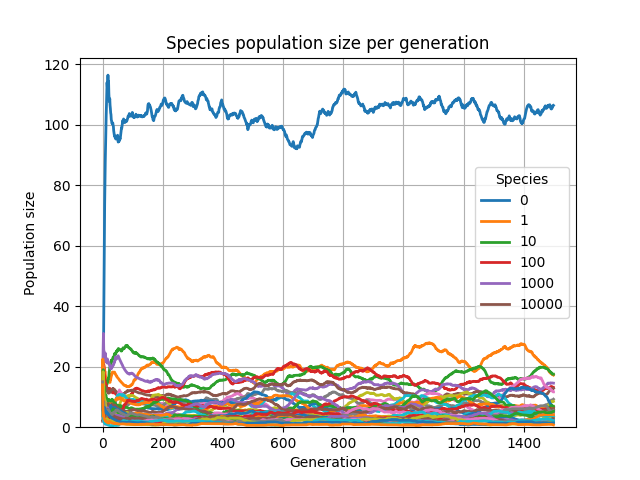 Species population size per generation
120
100
80
60
40
20
0
Population size
Species
0
1
10
100
1000
10000
0 200 400 600 800 1000 1200 1400
Generation